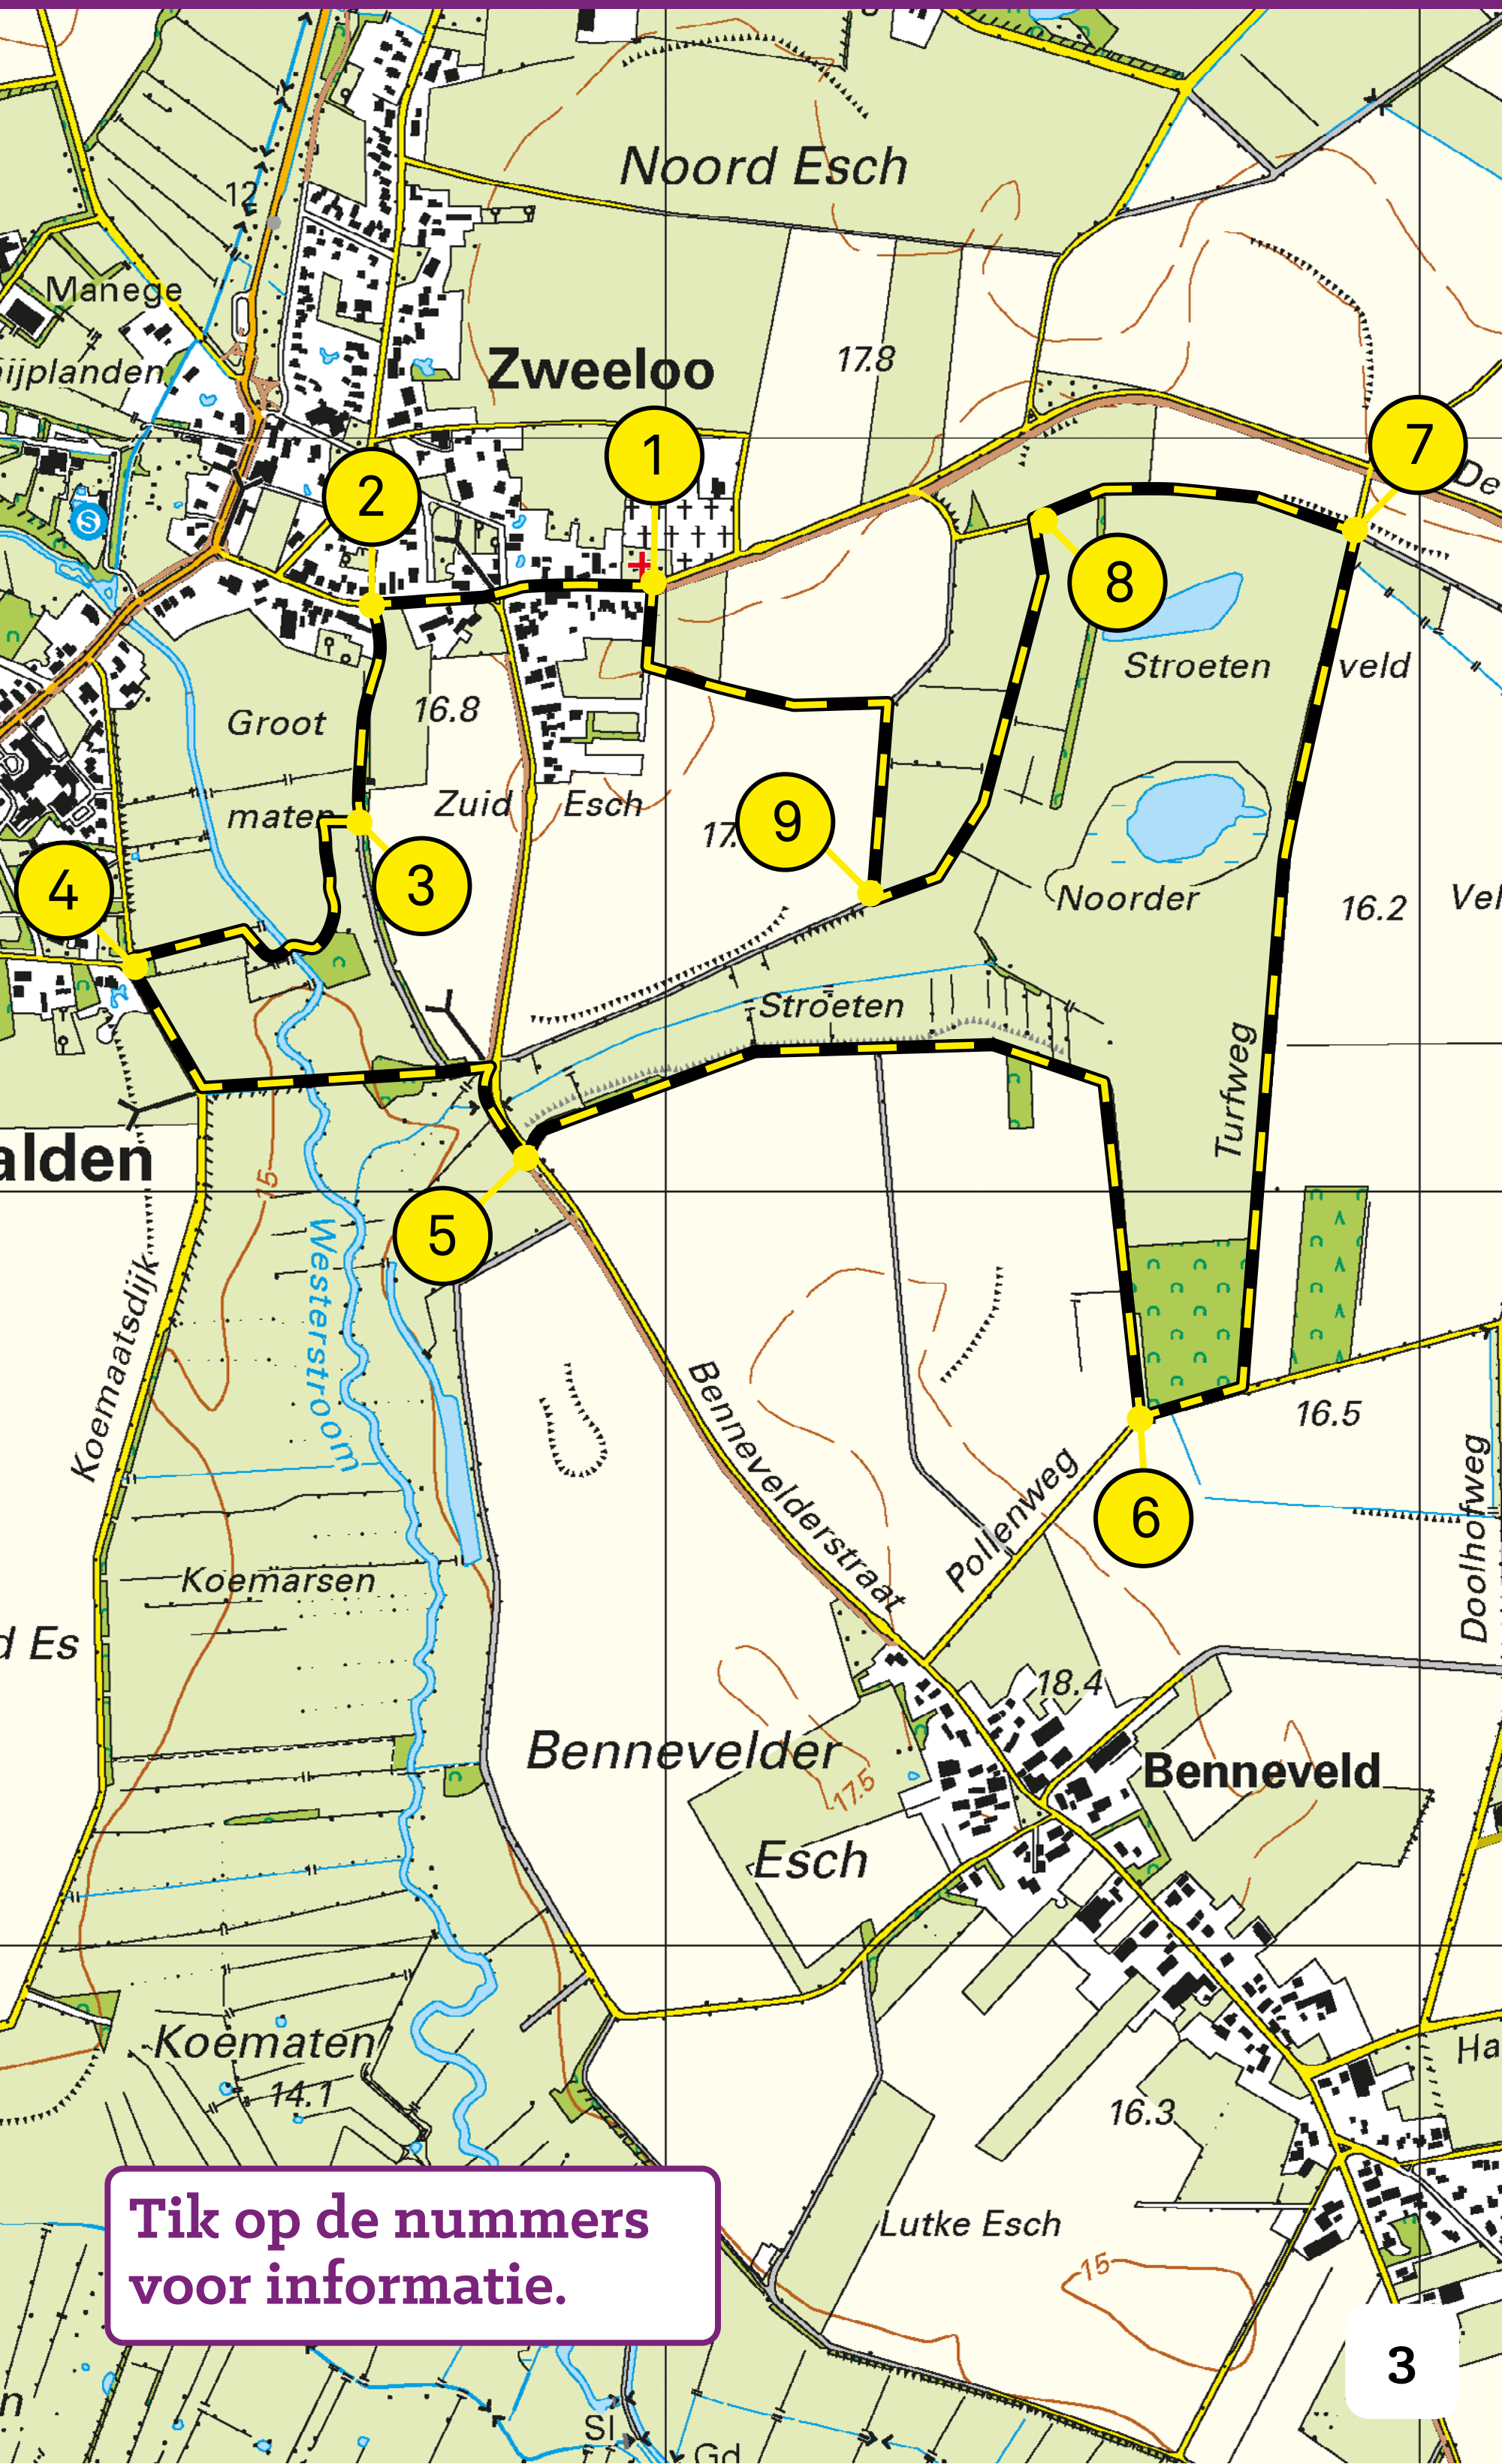 Noord Esch
12
Manege
Zweeloo
17.8
1
7
De
2
S
8
Stroeten
veld
Groot
16.8
maten
Zuid
Esch
9
17.
4
3
Noorder
16.2
Stroeten
Turfweg
alden
15
5
Koemaatsdijk
Westerstroom
Bennevelderstraat
16.5
Pollenweg
6
Doolhofweg
Koemarsen
d Es
18.4
Bennevelder
Benneveld
17.5
Esch
Koematen
14.1
Ha
16.3
Tik op de nummers
voor informatie.
Lutke Esch
15
3
n
Sl
Gd